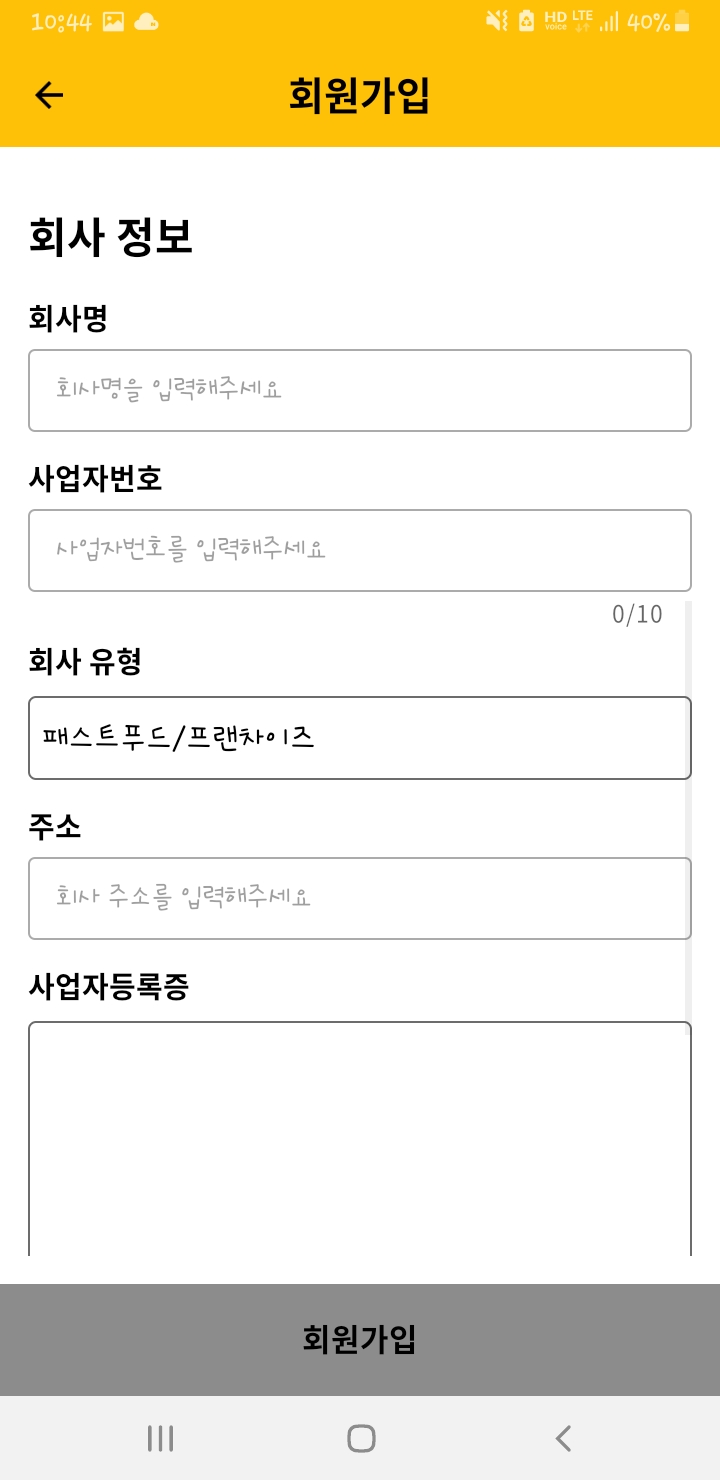 10:44 HD voice LTE 40%
회원가입
회사 정보
회사명
회사명을 입력해주세요
사업자번호
사업자번호를 입력해주세요
0/10
회사 유형
패스트푸드/프랜차이즈
주소
회사 주소를 입력해주세요
사업자등록증
회원가입